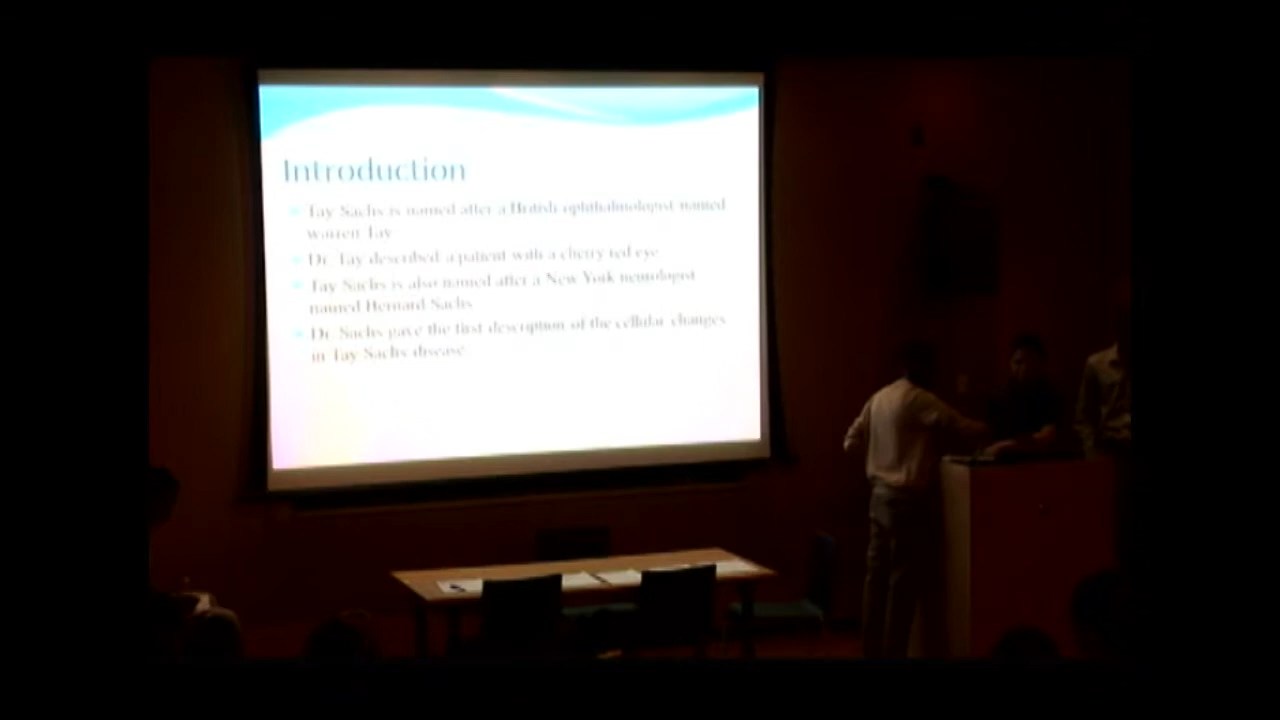 Introduction
Tay Sachs is named after a British ophthalmologist named
warren Tay
Dr. Tay described a patient with a cherry red eye
Tay Sachs is also named after a New York neurologist
named Bernard Sachs
Dr. Sachs gave the first description of the cellular changes
in Tay Sachs disease